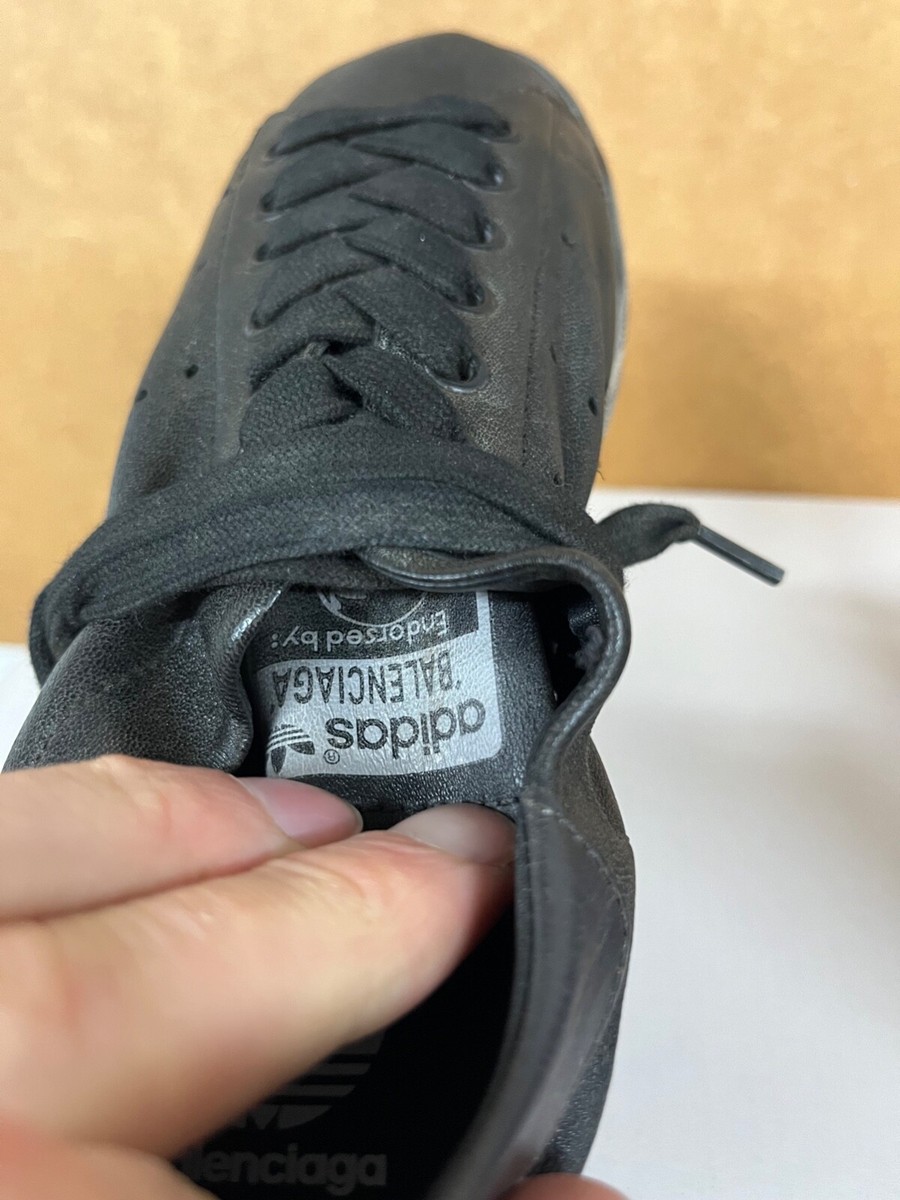 adidas®
BALENCIAGA
Endorsed by:
lenciaga